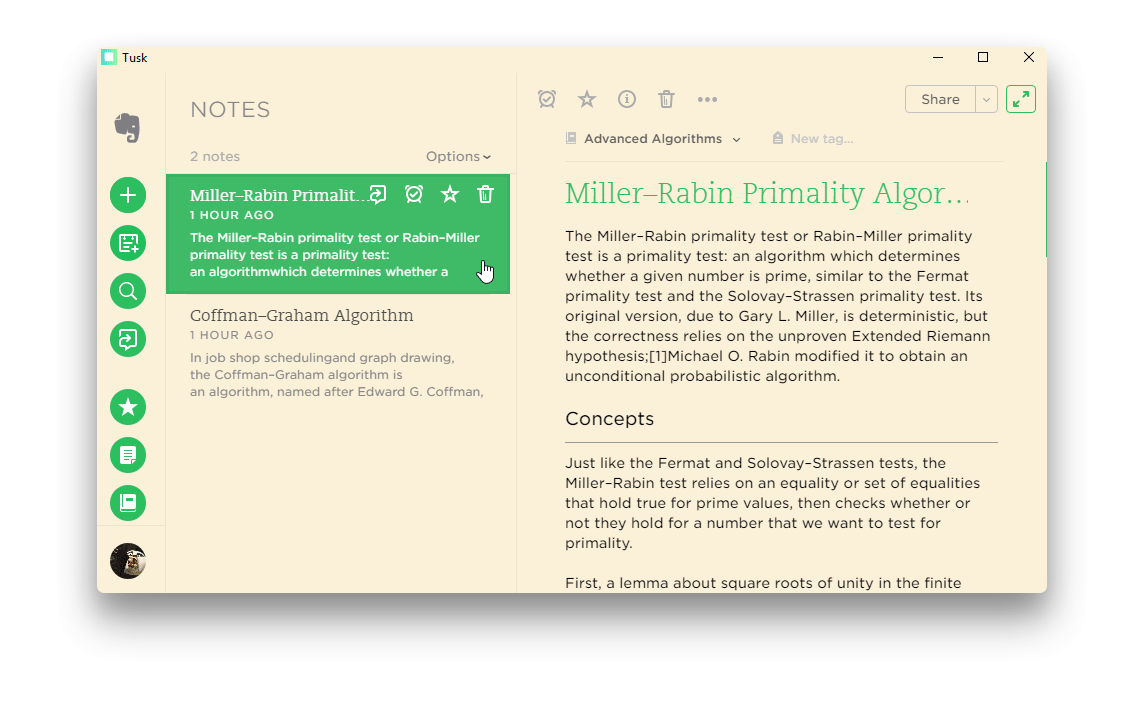 Tusk
NOTES
2 notes
Options
Miller–Rabin Primalit...
1 HOUR AGO
The Miller–Rabin primality test or Rabin–Miller
primality test is a primality test:
an algorithmwhich determines whether a
Coffman–Graham Algorithm
1 HOUR AGO
In job shop schedulingand graph drawing,
the Coffman–Graham algorithm is
an algorithm, named after Edward G. Coffman,
Share
Advanced Algorithms
New tag...
Miller–Rabin Primality Algor...
The Miller–Rabin primality test or Rabin–Miller primality
test is a primality test: an algorithm which determines
whether a given number is prime, similar to the Fermat
primality test and the Solovay–Strassen primality test. Its
original version, due to Gary L. Miller, is deterministic, but
the correctness relies on the unproven Extended Riemann
hypothesis;[1]Michael O. Rabin modified it to obtain an
unconditional probabilistic algorithm.
Concepts
Just like the Fermat and Solovay–Strassen tests, the
Miller–Rabin test relies on an equality or set of equalities
that hold true for prime values, then checks whether or
not they hold for a number that we want to test for
primality.
First, a lemma about square roots of unity in the finite